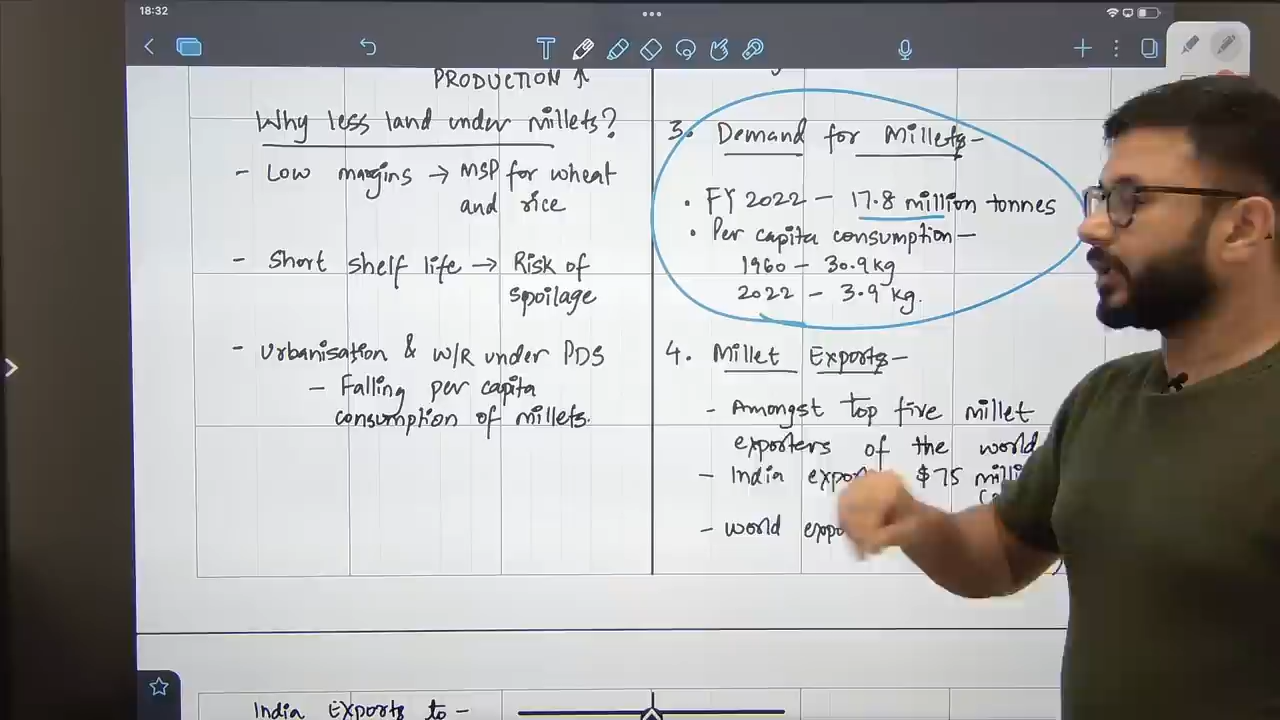 18:32
PRODUCTION ↑
Why less land under millets?
- Low margins → MSP for wheat
and rice
- Short shelf life → Risk of
spoilage
- Urbanisation & W/R under PDS
- Falling per capita
consumption of millets.
3. Demand for Millets-
• FY 2022 - 17.8 million tonnes
• Per capita consumption-
1960 - 30.9 kg
2022 - 3.9 kg.
4. Millet Exports-
- Amongst Top five millet
exporters of the world
- India $75
- World
India Exports to -